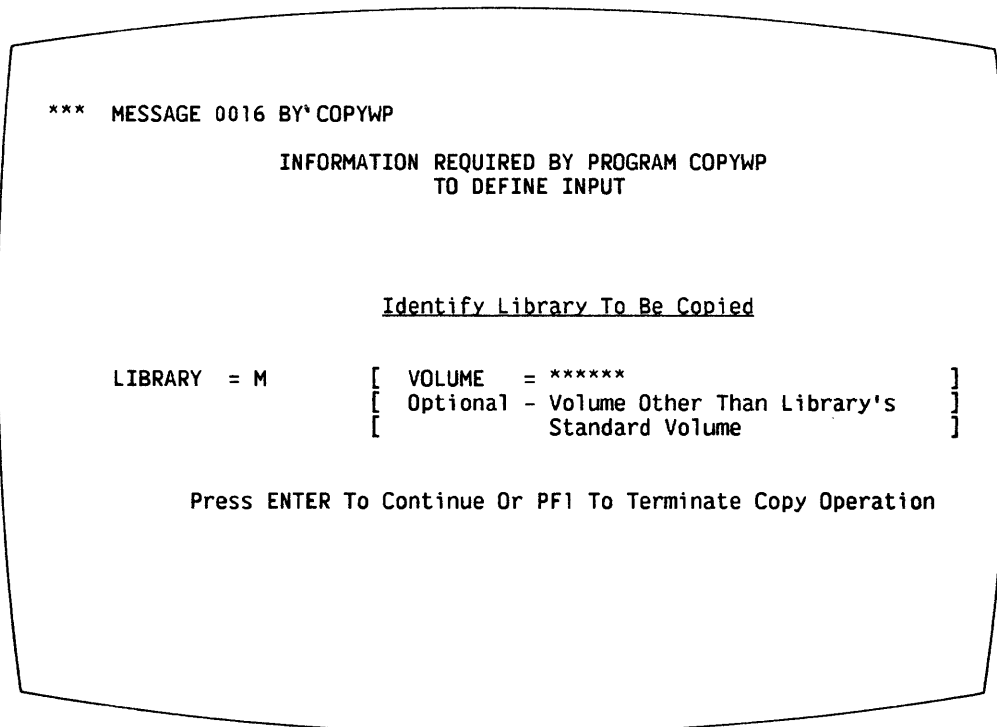 *** MESSAGE 0016 BY COPYWP
INFORMATION REQUIRED BY PROGRAM COPYWP
TO DEFINE INPUT
Identify Library To Be Copied
LIBRARY = M [ VOLUME = ****** ]
[ Optional - Volume Other Than Library's ]
[ Standard Volume ]
Press ENTER To Continue Or PF1 To Terminate Copy Operation